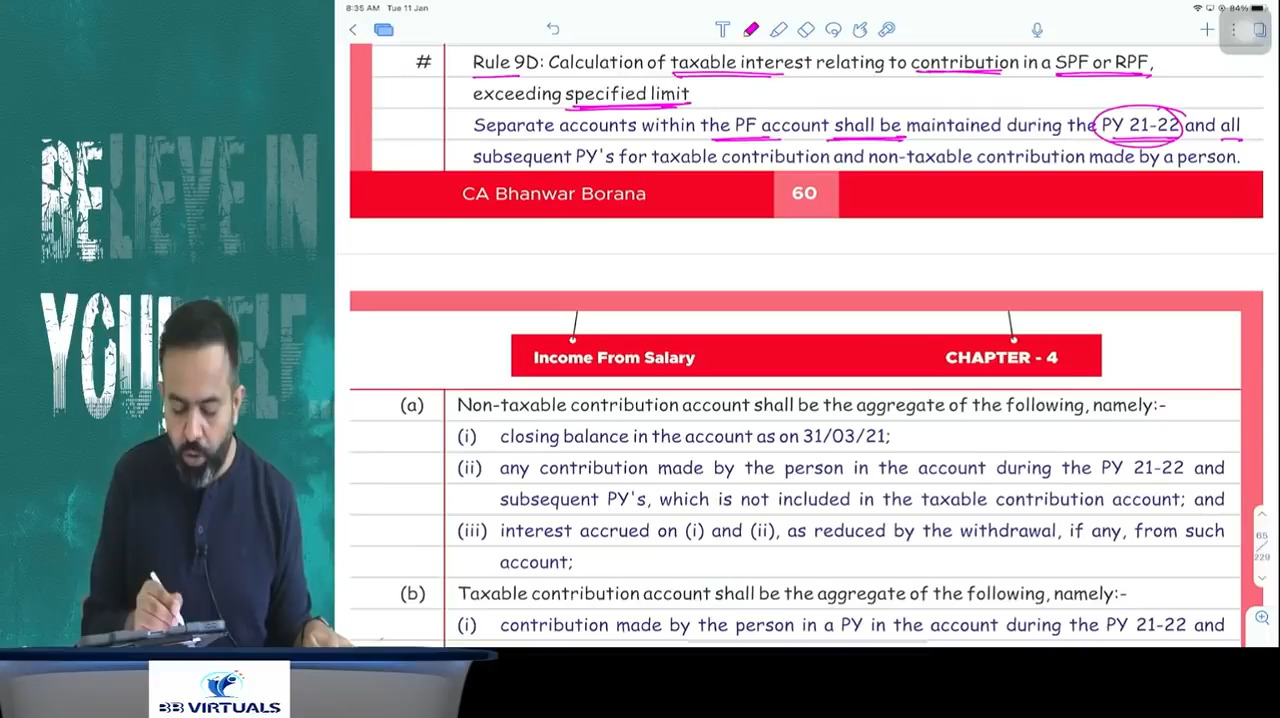 8:35 AM Tue 11 Jan
84%
# Rule 9D: Calculation of taxable interest relating to contribution in a SPF or RPF,
exceeding specified limit
Separate accounts within the PF account shall be maintained during the PY 21-22 and all
subsequent PY's for taxable contribution and non-taxable contribution made by a person.
CA Bhanwar Borana 60
BELIEVE IN
YOURSELF
Income From Salary CHAPTER - 4
(a) Non-taxable contribution account shall be the aggregate of the following, namely:-
(i) closing balance in the account as on 31/03/21;
(ii) any contribution made by the person in the account during the PY 21-22 and
subsequent PY's, which is not included in the taxable contribution account; and
(iii) interest accrued on (i) and (ii), as reduced by the withdrawal, if any, from such
account;
(b) Taxable contribution account shall be the aggregate of the following, namely:-
(i) contribution made by the person in a PY in the account during the PY 21-22 and
65
229
BB VIRTUALS